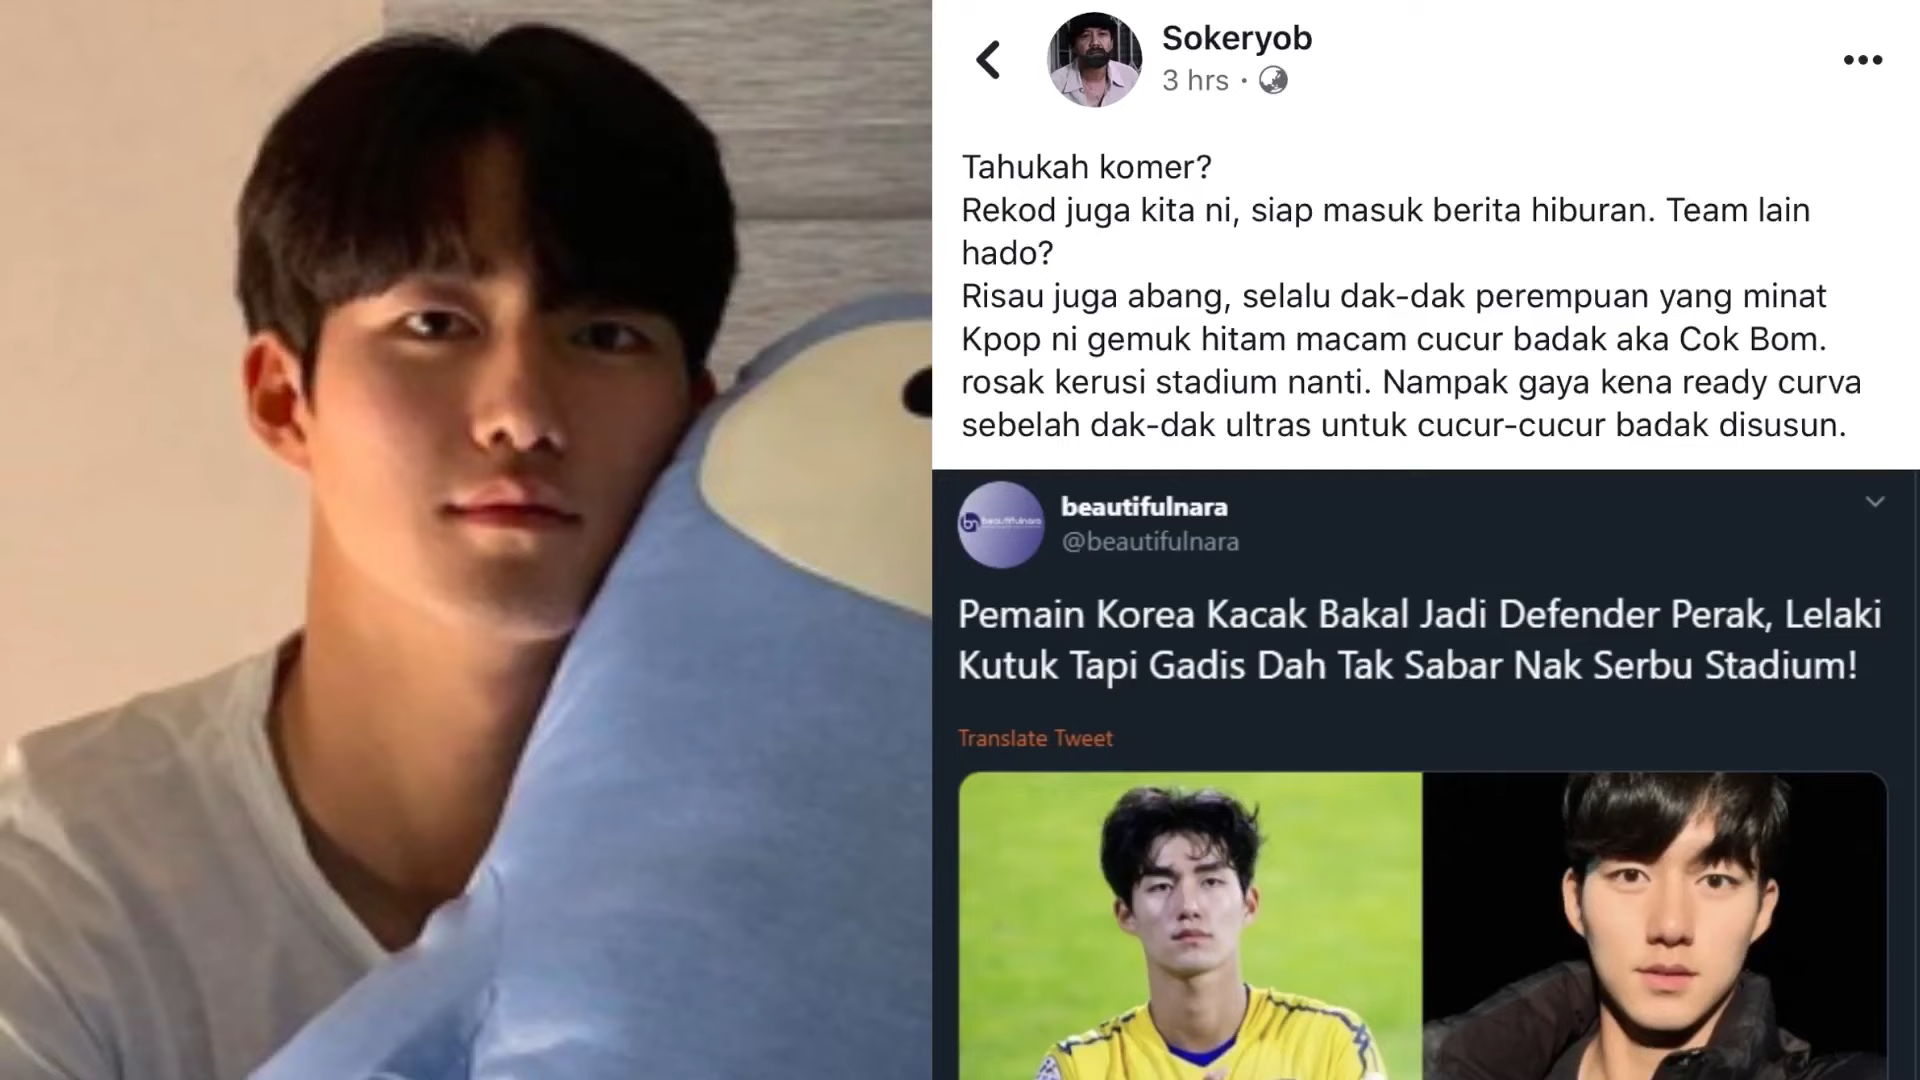 Sokeryob
3 hrs ·
Tahukah komer?
Rekod juga kita ni, siap masuk berita hiburan. Team lain
hado?
Risau juga abang, selalu dak-dak perempuan yang minat
Kpop ni gemuk hitam macam cucur badak aka Cok Bom.
rosak kerusi stadium nanti. Nampak gaya kena ready curva
sebelah dak-dak ultras untuk cucur-cucur badak disusun.
bn beautifulnara
beautifulnara
@beautifulnara
Pemain Korea Kacak Bakal Jadi Defender Perak, Lelaki
Kutuk Tapi Gadis Dah Tak Sabar Nak Serbu Stadium!
Translate Tweet